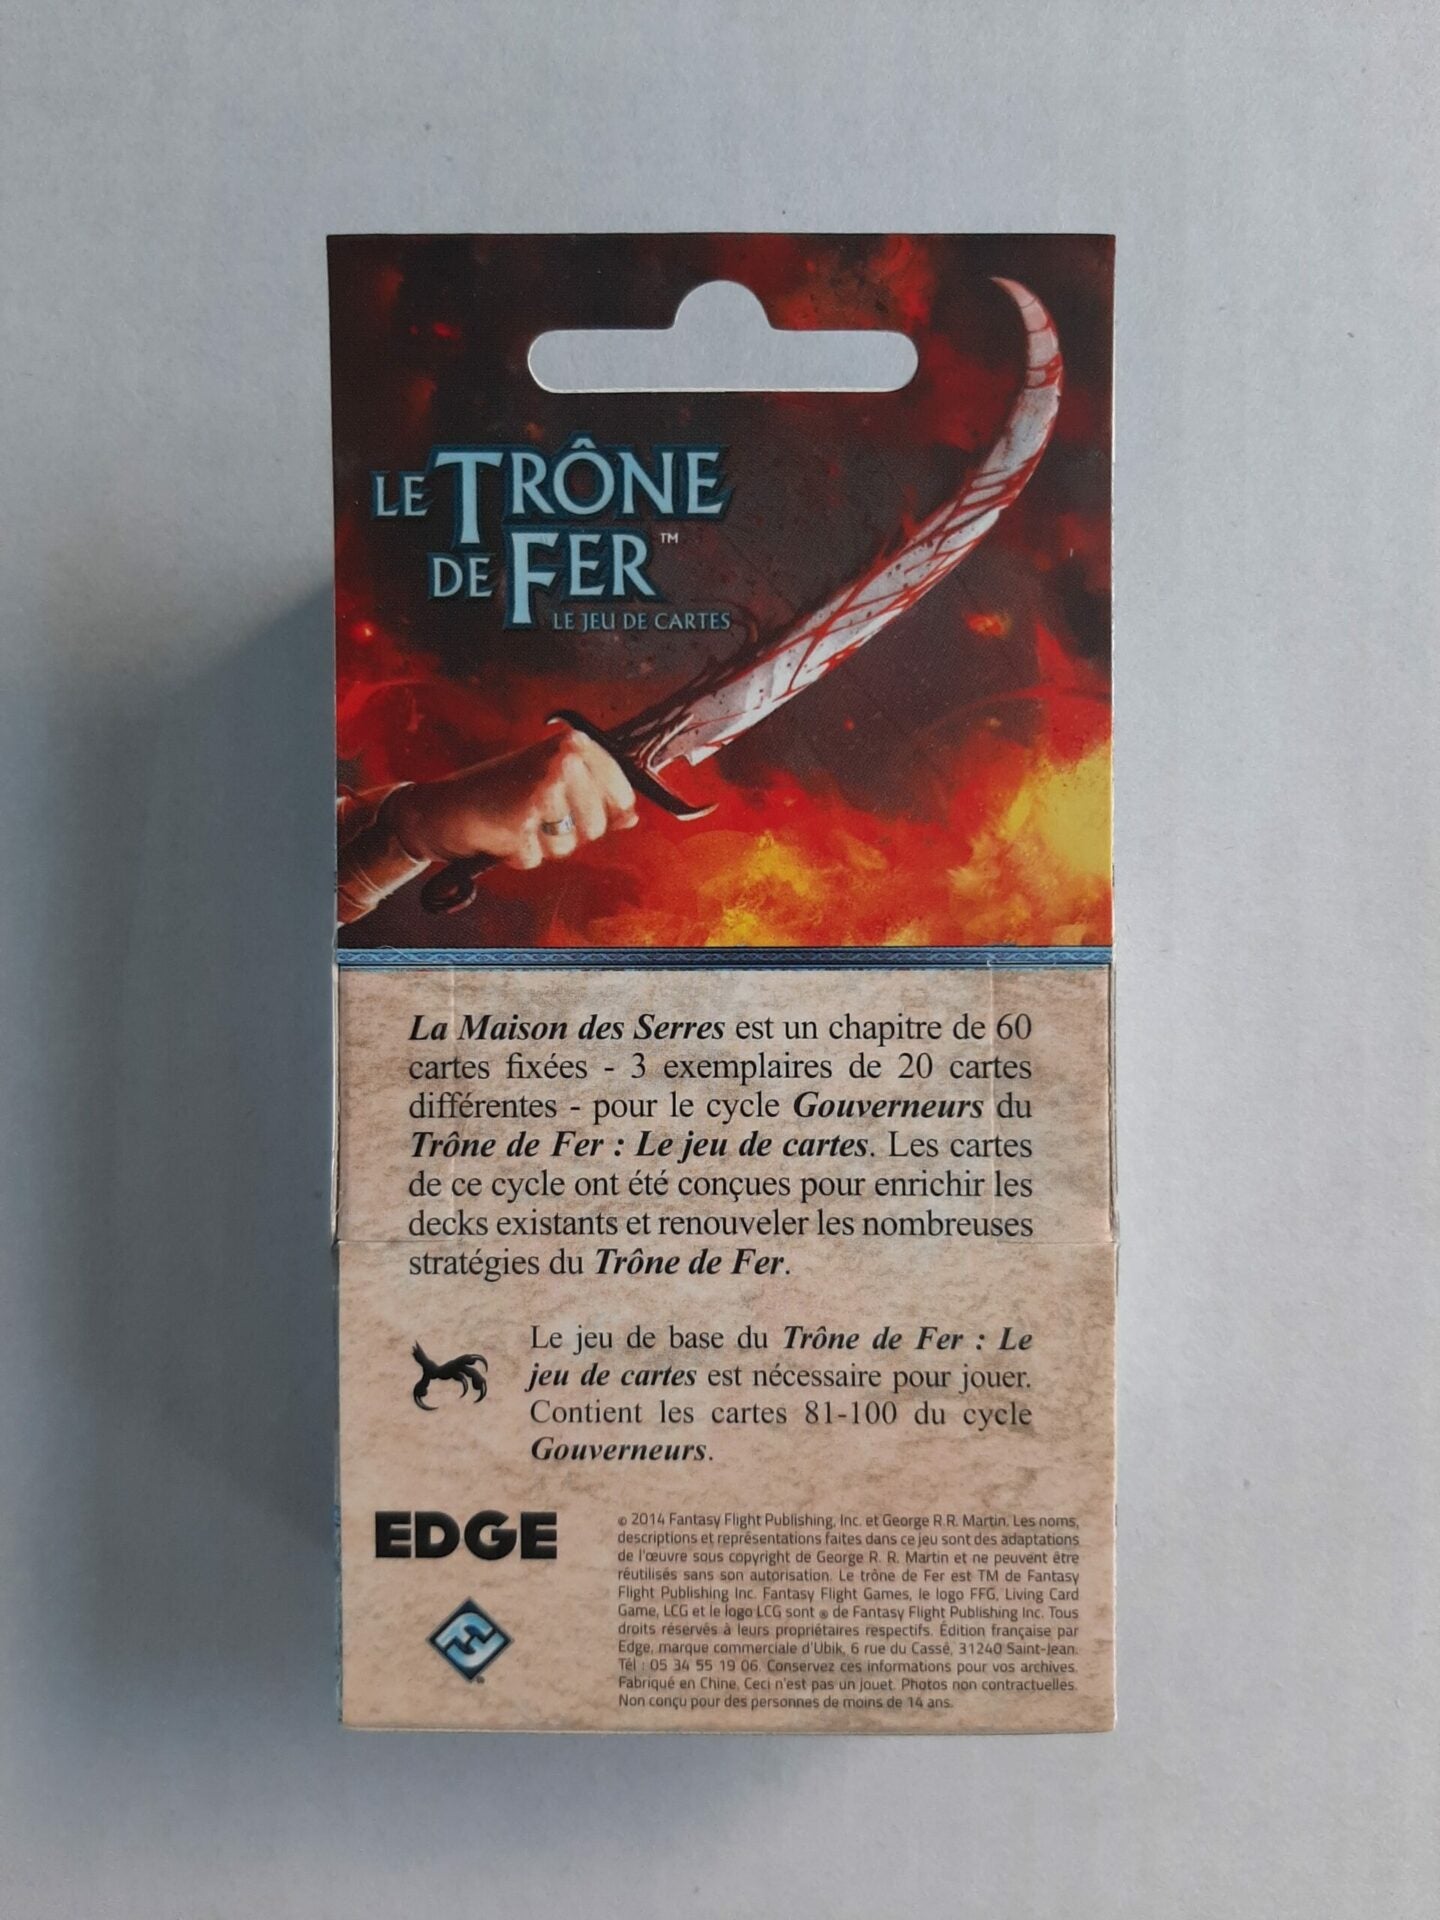 LE TRÔNE
DE FER™
LE JEU DE CARTES
La Maison des Serres est un chapitre de 60
cartes fixées - 3 exemplaires de 20 cartes
différentes - pour le cycle Gouverneurs du
Trône de Fer : Le jeu de cartes. Les cartes
de ce cycle ont été conçues pour enrichir les
decks existants et renouveler les nombreuses
stratégies du Trône de Fer.
Le jeu de base du Trône de Fer : Le
jeu de cartes est nécessaire pour jouer.
Contient les cartes 81-100 du cycle
Gouverneurs.
EDGE
© 2014 Fantasy Flight Publishing, Inc. et George R.R. Martin. Les noms,
descriptions et représentations faites dans ce jeu sont des adaptations
de l'œuvre sous copyright de George R. R. Martin et ne peuvent être
réutilisés sans son autorisation. Le trône de Fer est TM de Fantasy
Flight Publishing Inc. Fantasy Flight Games, le logo FFG, Living Card
Game, LCG et le logo LCG sont ® de Fantasy Flight Publishing Inc. Tous
droits réservés à leurs propriétaires respectifs. Édition française par
Edge, marque commerciale d'Ubik, 6 rue du Cassé, 31240 Saint-Jean.
Tél : 05 34 55 19 06. Conservez ces informations pour vos archives.
Fabriqué en Chine. Ceci n'est pas un jouet. Photos non contractuelles.
Non conçu pour des personnes de moins de 14 ans.